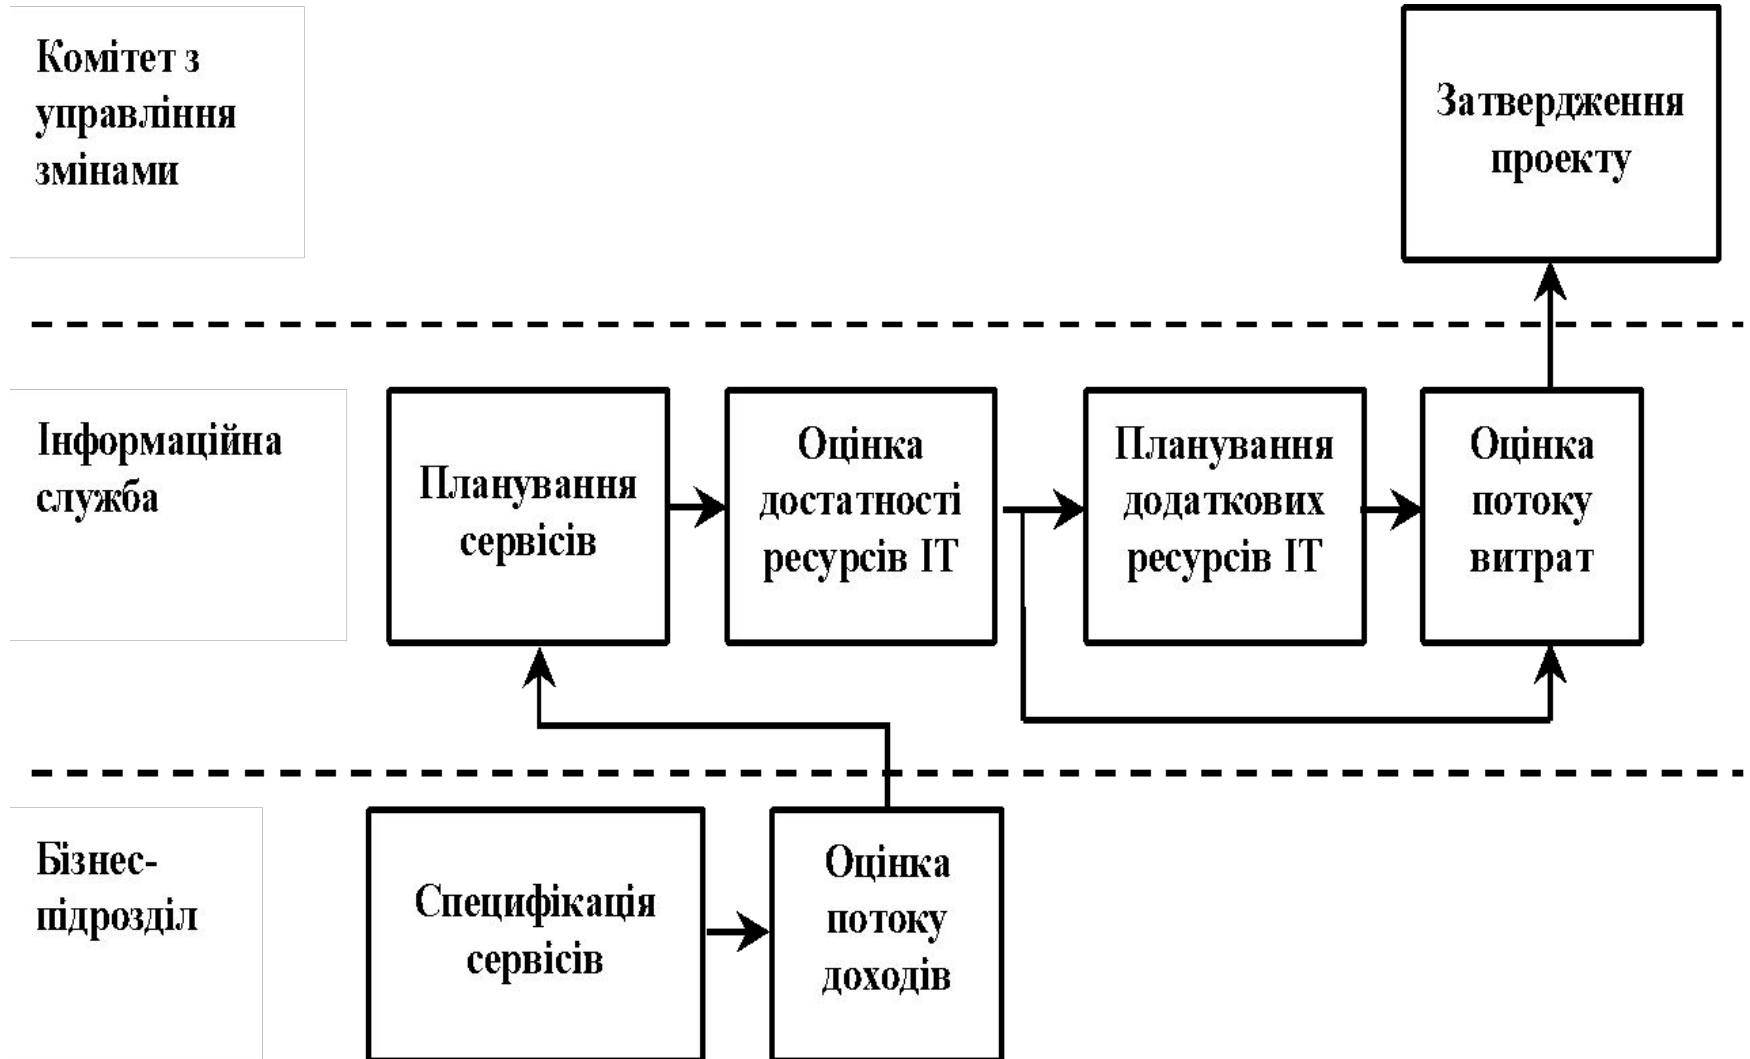 Комітет з
управління
змінами
Затвердження
проекту
Інформаційна
служба
Планування
сервісів
Оцінка
достатності
ресурсів ІТ
Планування
додаткових
ресурсів ІТ
Оцінка
потоку
витрат
Бізнес-
підрозділ
Специфікація
сервісів
Оцінка
потоку
доходів